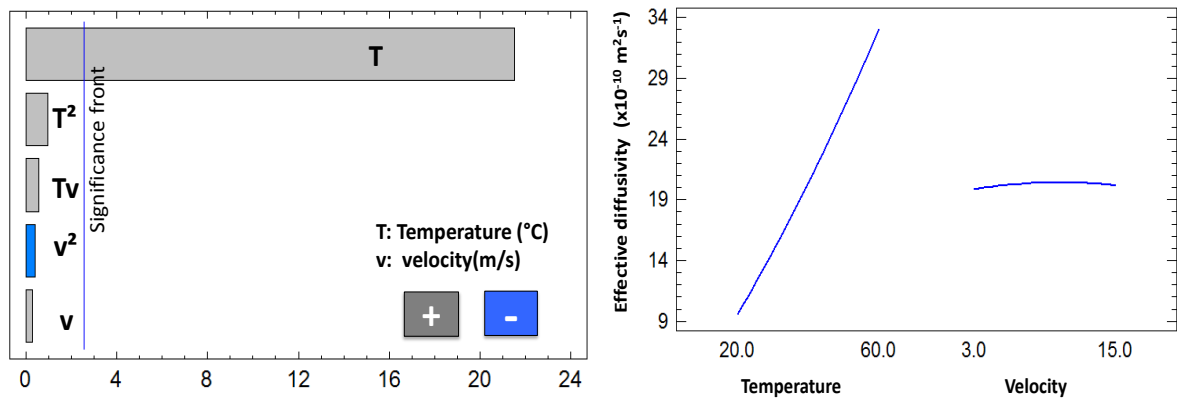 T
T²
Tv
v²
v
Significance front
T: Temperature (°C)
v: velocity(m/s)
+ -
0 4 8 12 16 20 24
Effective diffusivity (x10⁻¹⁰ m²s⁻¹)
34
29
24
19
14
9
20.0 60.0 3.0 15.0
Temperature Velocity